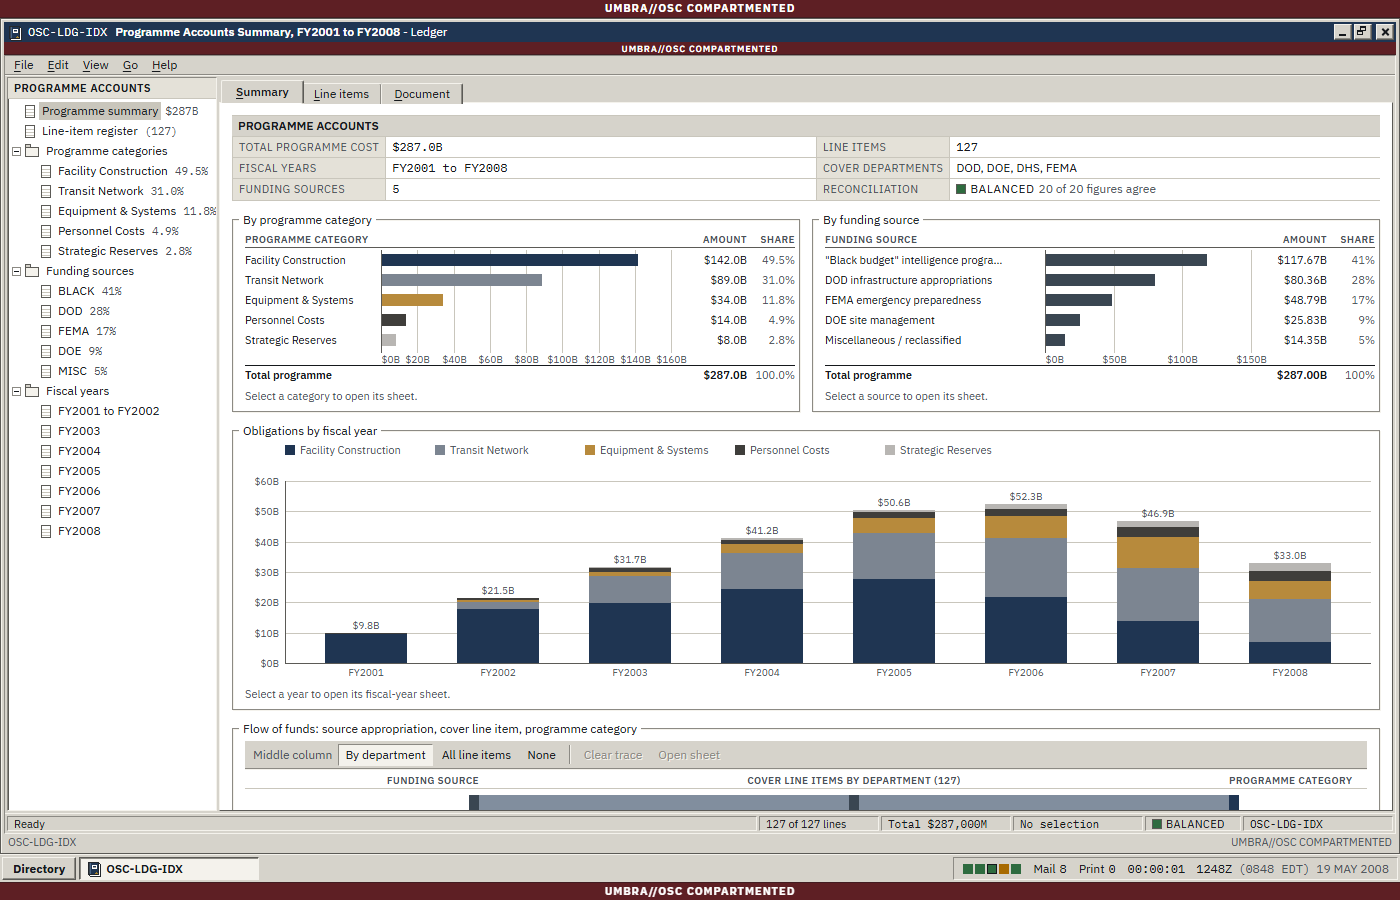 UMBRA//OSC COMPARTMENTED
OSC-LDG-IDX Programme Accounts Summary, FY2001 to FY2008 - Ledger
UMBRA//OSC COMPARTMENTED
File Edit View Go Help
PROGRAMME ACCOUNTS
Programme summary $287B
Line-item register (127)
Programme categories
Facility Construction 49.5%
Transit Network 31.0%
Equipment & Systems 11.8%
Personnel Costs 4.9%
Strategic Reserves 2.8%
Funding sources
BLACK 41%
DOD 28%
FEMA 17%
DOE 9%
MISC 5%
Fiscal years
FY2001 to FY2002
FY2003
FY2004
FY2005
FY2006
FY2007
FY2008
Summary Line items Document
PROGRAMME ACCOUNTS
TOTAL PROGRAMME COST $287.0B LINE ITEMS 127
FISCAL YEARS FY2001 to FY2008 COVER DEPARTMENTS DOD, DOE, DHS, FEMA
FUNDING SOURCES 5 RECONCILIATION BALANCED 20 of 20 figures agree
By programme category
PROGRAMME CATEGORY AMOUNT SHARE
Facility Construction $142.0B 49.5%
Transit Network $89.0B 31.0%
Equipment & Systems $34.0B 11.8%
Personnel Costs $14.0B 4.9%
Strategic Reserves $8.0B 2.8%
$0B $20B $40B $60B $80B $100B $120B $140B $160B
Total programme $287.0B 100.0%
Select a category to open its sheet.
By funding source
FUNDING SOURCE AMOUNT SHARE
"Black budget" intelligence progra... $117.67B 41%
DOD infrastructure appropriations $80.36B 28%
FEMA emergency preparedness $48.79B 17%
DOE site management $25.83B 9%
Miscellaneous / reclassified $14.35B 5%
$0B $50B $100B $150B
Total programme $287.00B 100%
Select a source to open its sheet.
Obligations by fiscal year
Facility Construction Transit Network Equipment & Systems Personnel Costs Strategic Reserves
$60B
$50B
$40B
$30B
$20B
$10B
$0B
$9.8B $21.5B $31.7B $41.2B $50.6B $52.3B $46.9B $33.0B
FY2001 FY2002 FY2003 FY2004 FY2005 FY2006 FY2007 FY2008
Select a year to open its fiscal-year sheet.
Flow of funds: source appropriation, cover line item, programme category
Middle column By department All line items None Clear trace Open sheet
FUNDING SOURCE COVER LINE ITEMS BY DEPARTMENT (127) PROGRAMME CATEGORY
Ready 127 of 127 lines Total $287,000M No selection BALANCED OSC-LDG-IDX
OSC-LDG-IDX UMBRA//OSC COMPARTMENTED
Directory OSC-LDG-IDX Mail 8 Print 0 00:00:01 1248Z (0848 EDT) 19 MAY 2008
UMBRA//OSC COMPARTMENTED